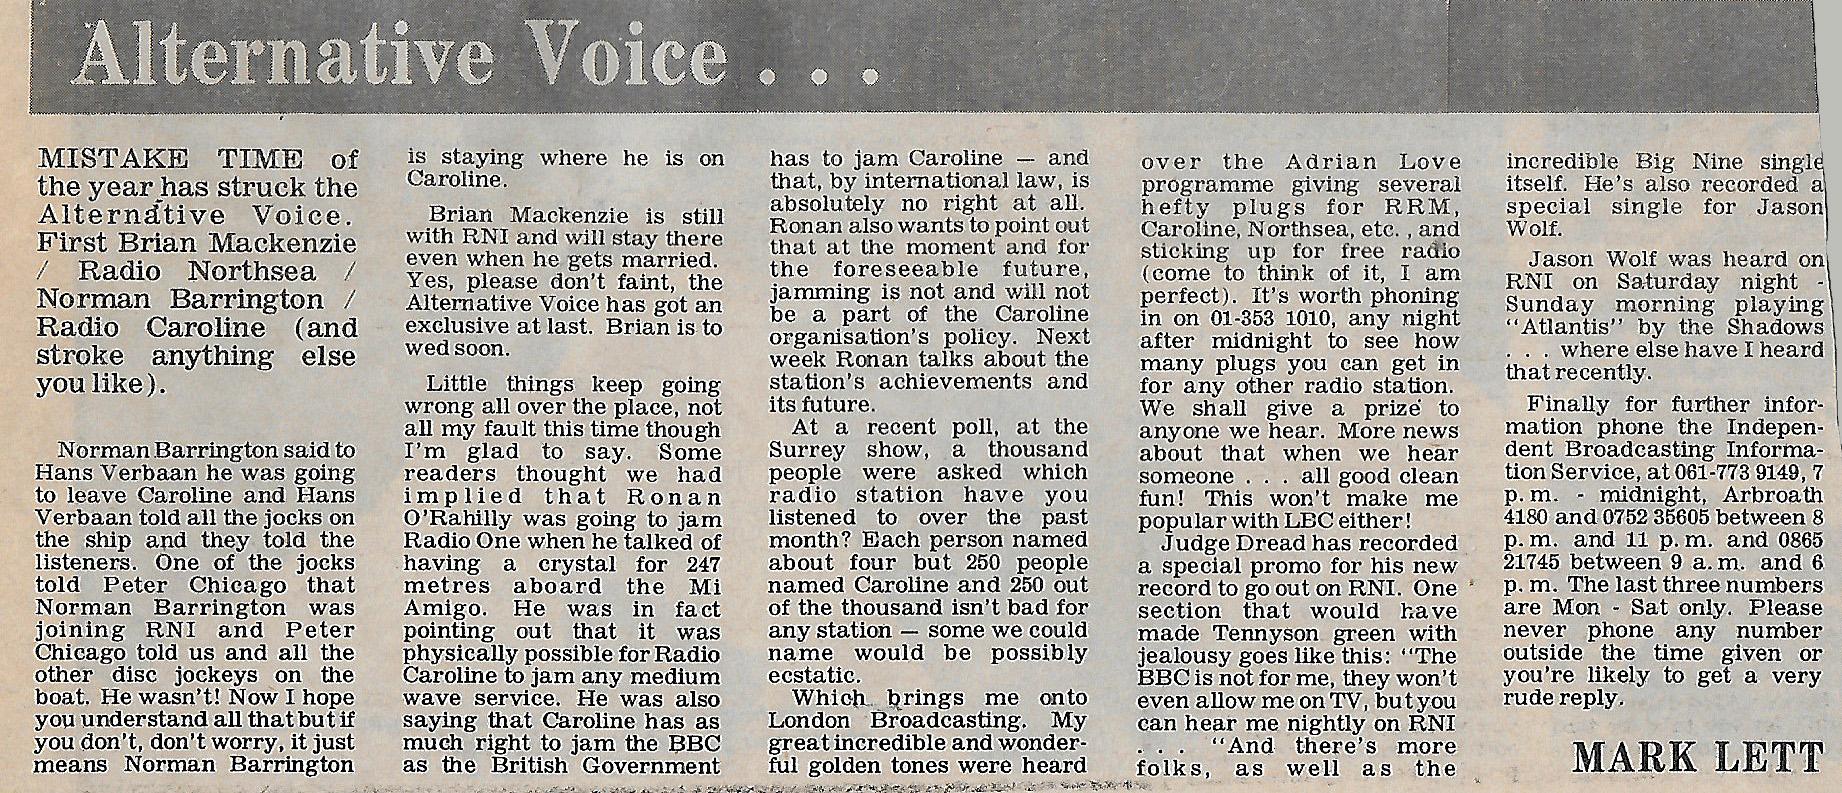 Alternative Voice . . .
MISTAKE TIME of
the year has struck the
Alternative Voice.
First Brian Mackenzie
/ Radio Northsea /
Norman Barrington /
Radio Caroline (and
stroke anything else
you like).
Norman Barrington said to
Hans Verbaan he was going
to leave Caroline and Hans
Verbaan told all the jocks on
the ship and they told the
listeners. One of the jocks
told Peter Chicago that
Norman Barrington was
joining RNI and Peter
Chicago told us and all the
other disc jockeys on the
boat. He wasn't! Now I hope
you understand all that but if
you don't, don't worry, it just
means Norman Barrington
is staying where he is on
Caroline.
Brian Mackenzie is still
with RNI and will stay there
even when he gets married.
Yes, please don't faint, the
Alternative Voice has got an
exclusive at last. Brian is to
wed soon.
Little things keep going
wrong all over the place, not
all my fault this time though
I'm glad to say. Some
readers thought we had
implied that Ronan
O'Rahilly was going to jam
Radio One when he talked of
having a crystal for 247
metres aboard the Mi
Amigo. He was in fact
pointing out that it was
physically possible for Radio
Caroline to jam any medium
wave service. He was also
saying that Caroline has as
much right to jam the BBC
as the British Government
has to jam Caroline — and
that, by international law, is
absolutely no right at all.
Ronan also wants to point out
that at the moment and for
the foreseeable future,
jamming is not and will not
be a part of the Caroline
organisation's policy. Next
week Ronan talks about the
station's achievements and
its future.
At a recent poll, at the
Surrey show, a thousand
people were asked which
radio station have you
listened to over the past
month? Each person named
about four but 250 people
named Caroline and 250 out
of the thousand isn't bad for
any station — some we could
name would be possibly
ecstatic.
Which brings me onto
London Broadcasting. My
great incredible and wonder-
ful golden tones were heard
over the Adrian Love
programme giving several
hefty plugs for RRM,
Caroline, Northsea, etc., and
sticking up for free radio
(come to think of it, I am
perfect). It's worth phoning
in on 01-353 1010, any night
after midnight to see how
many plugs you can get in
for any other radio station.
We shall give a prize to
anyone we hear. More news
about that when we hear
someone . . . all good clean
fun! This won't make me
popular with LBC either!
Judge Dread has recorded
a special promo for his new
record to go out on RNI. One
section that would have
made Tennyson green with
jealousy goes like this: "The
BBC is not for me, they won't
even allow me on TV, but you
can hear me nightly on RNI
. . . "And there's more
folks, as well as the
incredible Big Nine single
itself. He's also recorded a
special single for Jason
Wolf.
Jason Wolf was heard on
RNI on Saturday night -
Sunday morning playing
"Atlantis" by the Shadows
. . . where else have I heard
that recently.
Finally for further infor-
mation phone the Indepen-
dent Broadcasting Informa-
tion Service, at 061-773 9149, 7
p.m. - midnight, Arbroath
4180 and 0752 35605 between 8
p.m. and 11 p.m. and 0865
21745 between 9 a.m. and 6
p.m. The last three numbers
are Mon - Sat only. Please
never phone any number
outside the time given or
you're likely to get a very
rude reply.
MARK LETT